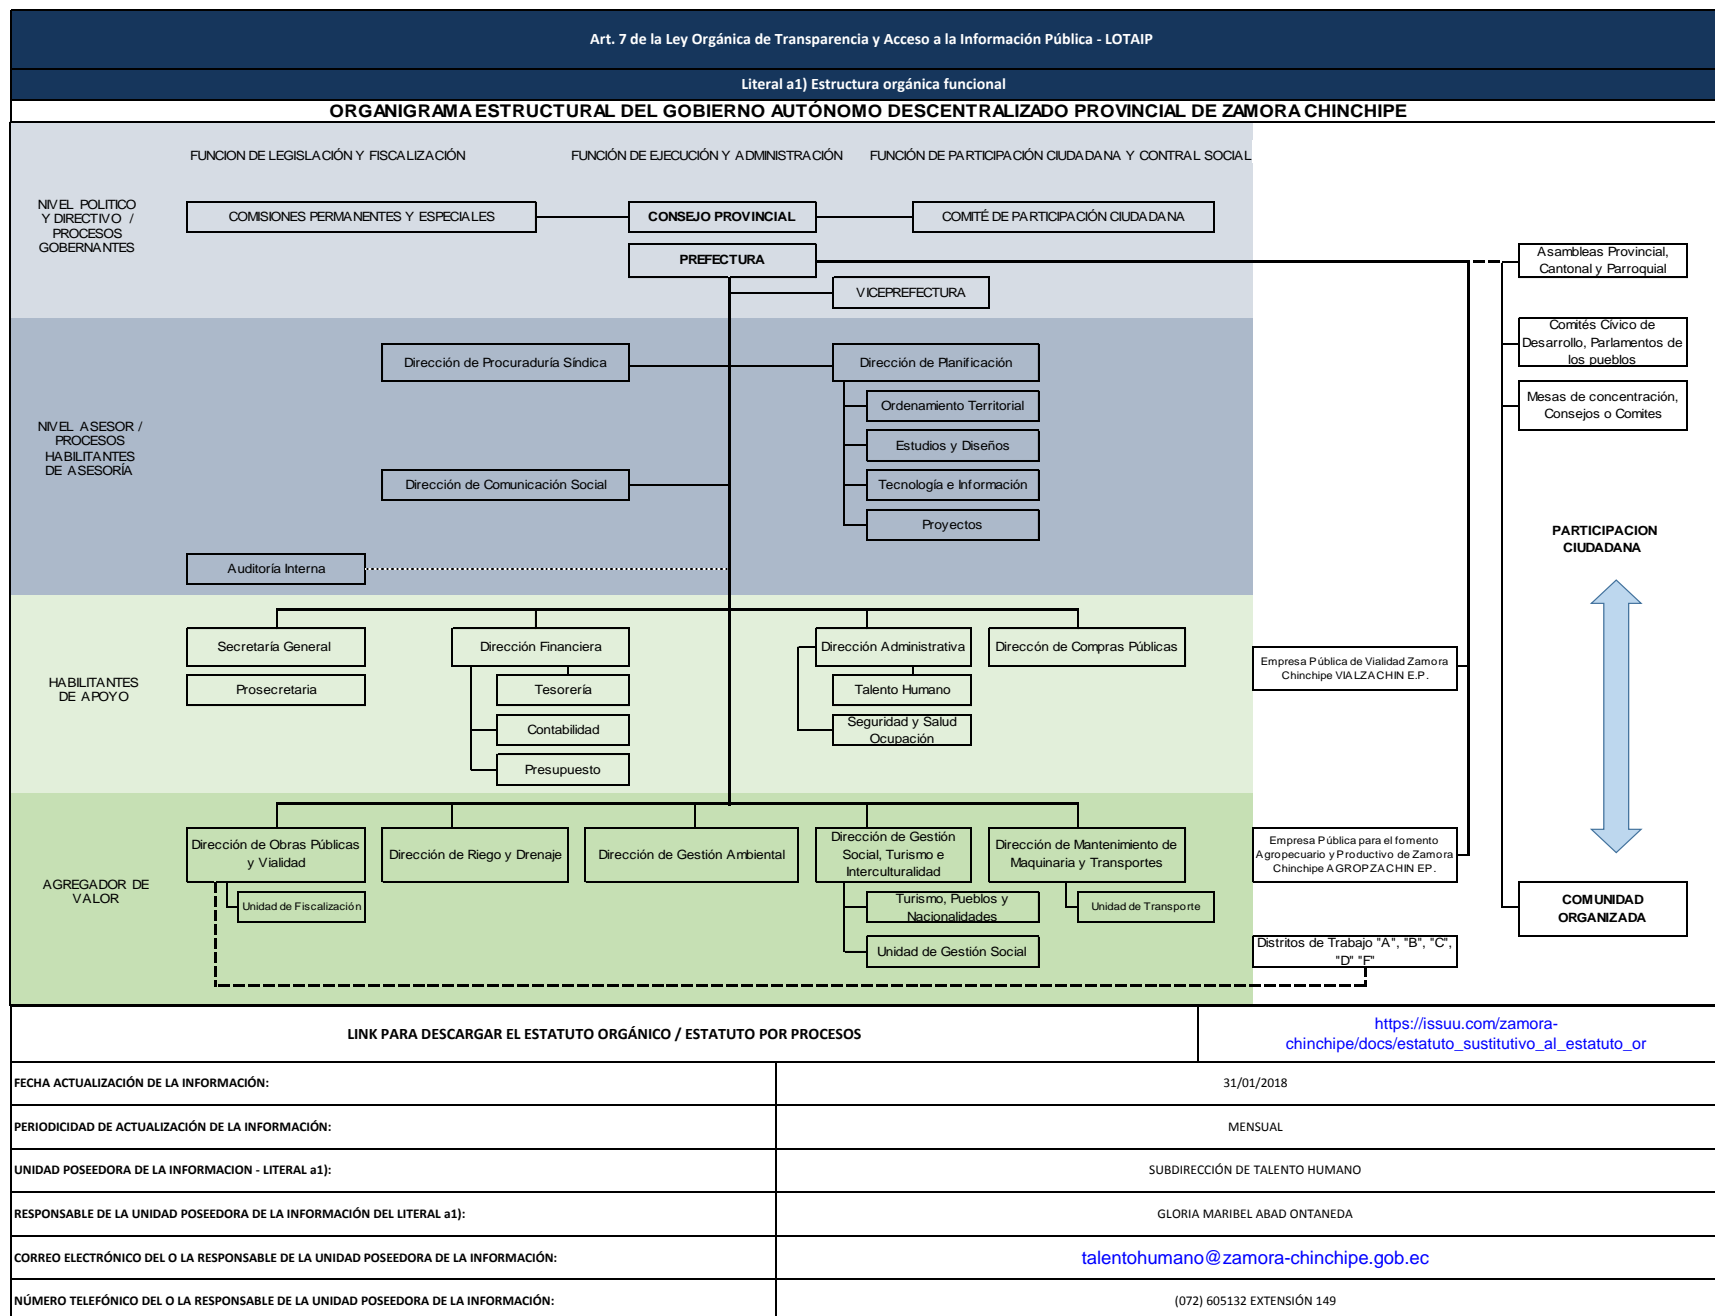 Art. 7 de la Ley Orgánica de Transparencia y Acceso a la Información Pública - LOTAIP
Literal a1) Estructura orgánica funcional
ORGANIGRAMA ESTRUCTURAL DEL GOBIERNO AUTÓNOMO DESCENTRALIZADO PROVINCIAL DE ZAMORA CHINCHIPE
FUNCION DE LEGISLACIÓN Y FISCALIZACIÓN
FUNCIÓN DE EJECUCIÓN Y ADMINISTRACIÓN
FUNCIÓN DE PARTICIPACIÓN CIUDADANA Y CONTRAL SOCIAL
NIVEL POLITICO
Y DIRECTIVO /
PROCESOS
GOBERNANTES
COMISIONES PERMANENTES Y ESPECIALES
CONSEJO PROVINCIAL
COMITÉ DE PARTICIPACIÓN CIUDADANA
PREFECTURA
VICEPREFECTURA
Asambleas Provincial,
Cantonal y Parroquial
Comités Cívico de
Desarrollo, Parlamentos de
los pueblos
Mesas de concentración,
Consejos o Comites
NIVEL ASESOR /
PROCESOS
HABILITANTES
DE ASESORÍA
Dirección de Procuraduría Síndica
Dirección de Planificación
Ordenamiento Territorial
Estudios y Diseños
Dirección de Comunicación Social
Tecnología e Información
Proyectos
Auditoría Interna
PARTICIPACION
CIUDADANA
HABILITANTES
DE APOYO
Secretaría General
Prosecretaria
Dirección Financiera
Tesorería
Contabilidad
Presupuesto
Dirección Administrativa
Talento Humano
Seguridad y Salud
Ocupación
Direccón de Compras Públicas
Empresa Pública de Vialidad Zamora
Chinchipe VIALZACHIN E.P.
AGREGADOR DE
VALOR
Dirección de Obras Públicas
y Vialidad
Unidad de Fiscalización
Dirección de Riego y Drenaje
Dirección de Gestión Ambiental
Dirección de Gestión
Social, Turismo e
Interculturalidad
Turismo, Pueblos y
Nacionalidades
Unidad de Gestión Social
Dirección de Mantenimiento de
Maquinaria y Transportes
Unidad de Transporte
Empresa Pública para el fomento
Agropecuario y Productivo de Zamora
Chinchipe AGROPZACHIN EP.
Distritos de Trabajo "A", "B", "C",
"D" "F"
COMUNIDAD
ORGANIZADA
LINK PARA DESCARGAR EL ESTATUTO ORGÁNICO / ESTATUTO POR PROCESOS
https://issuu.com/zamora-
chinchipe/docs/estatuto_sustitutivo_al_estatuto_or
FECHA ACTUALIZACIÓN DE LA INFORMACIÓN:
31/01/2018
PERIODICIDAD DE ACTUALIZACIÓN DE LA INFORMACIÓN:
MENSUAL
UNIDAD POSEEDORA DE LA INFORMACION - LITERAL a1):
SUBDIRECCIÓN DE TALENTO HUMANO
RESPONSABLE DE LA UNIDAD POSEEDORA DE LA INFORMACIÓN DEL LITERAL a1):
GLORIA MARIBEL ABAD ONTANEDA
CORREO ELECTRÓNICO DEL O LA RESPONSABLE DE LA UNIDAD POSEEDORA DE LA INFORMACIÓN:
talentohumano@zamora-chinchipe.gob.ec
NÚMERO TELEFÓNICO DEL O LA RESPONSABLE DE LA UNIDAD POSEEDORA DE LA INFORMACIÓN:
(072) 605132 EXTENSIÓN 149